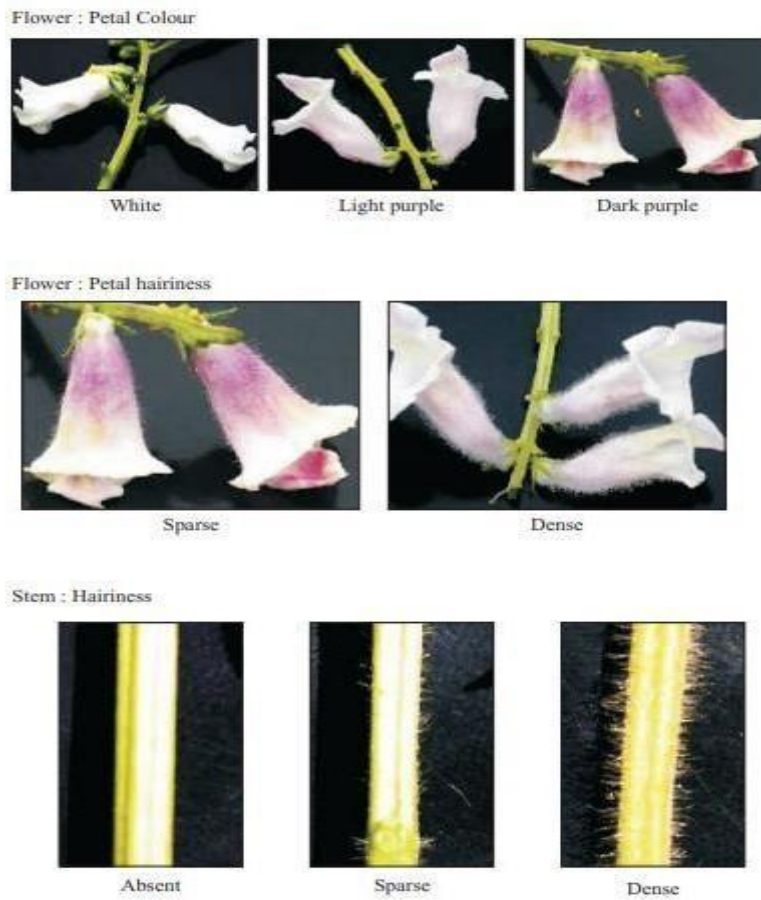 Flower : Petal Colour
White Light purple Dark purple
Flower : Petal hairiness
Sparse Dense
Stem : Hairiness
Absent Sparse Dense